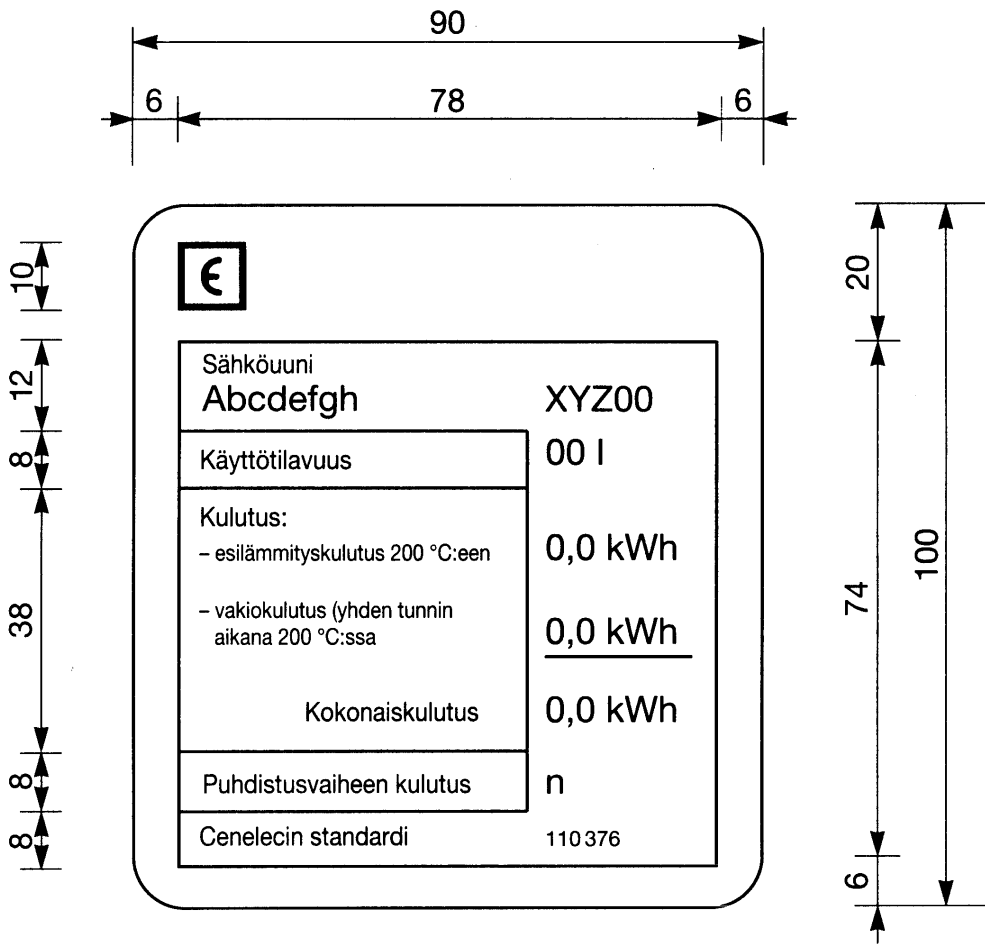 90
6 78 6
10
20
Є
12
Sähköuuni
Abcdefgh XYZ00
8
Käyttötilavuus 00 l
38
Kulutus:
– esilämmityskulutus 200 °C:een 0,0 kWh
74
100
– vakiokulutus (yhden tunnin
aikana 200 °C:ssa 0,0 kWh
Kokonaiskulutus 0,0 kWh
8
Puhdistusvaiheen kulutus n
8
Cenelecin standardi 110 376
6